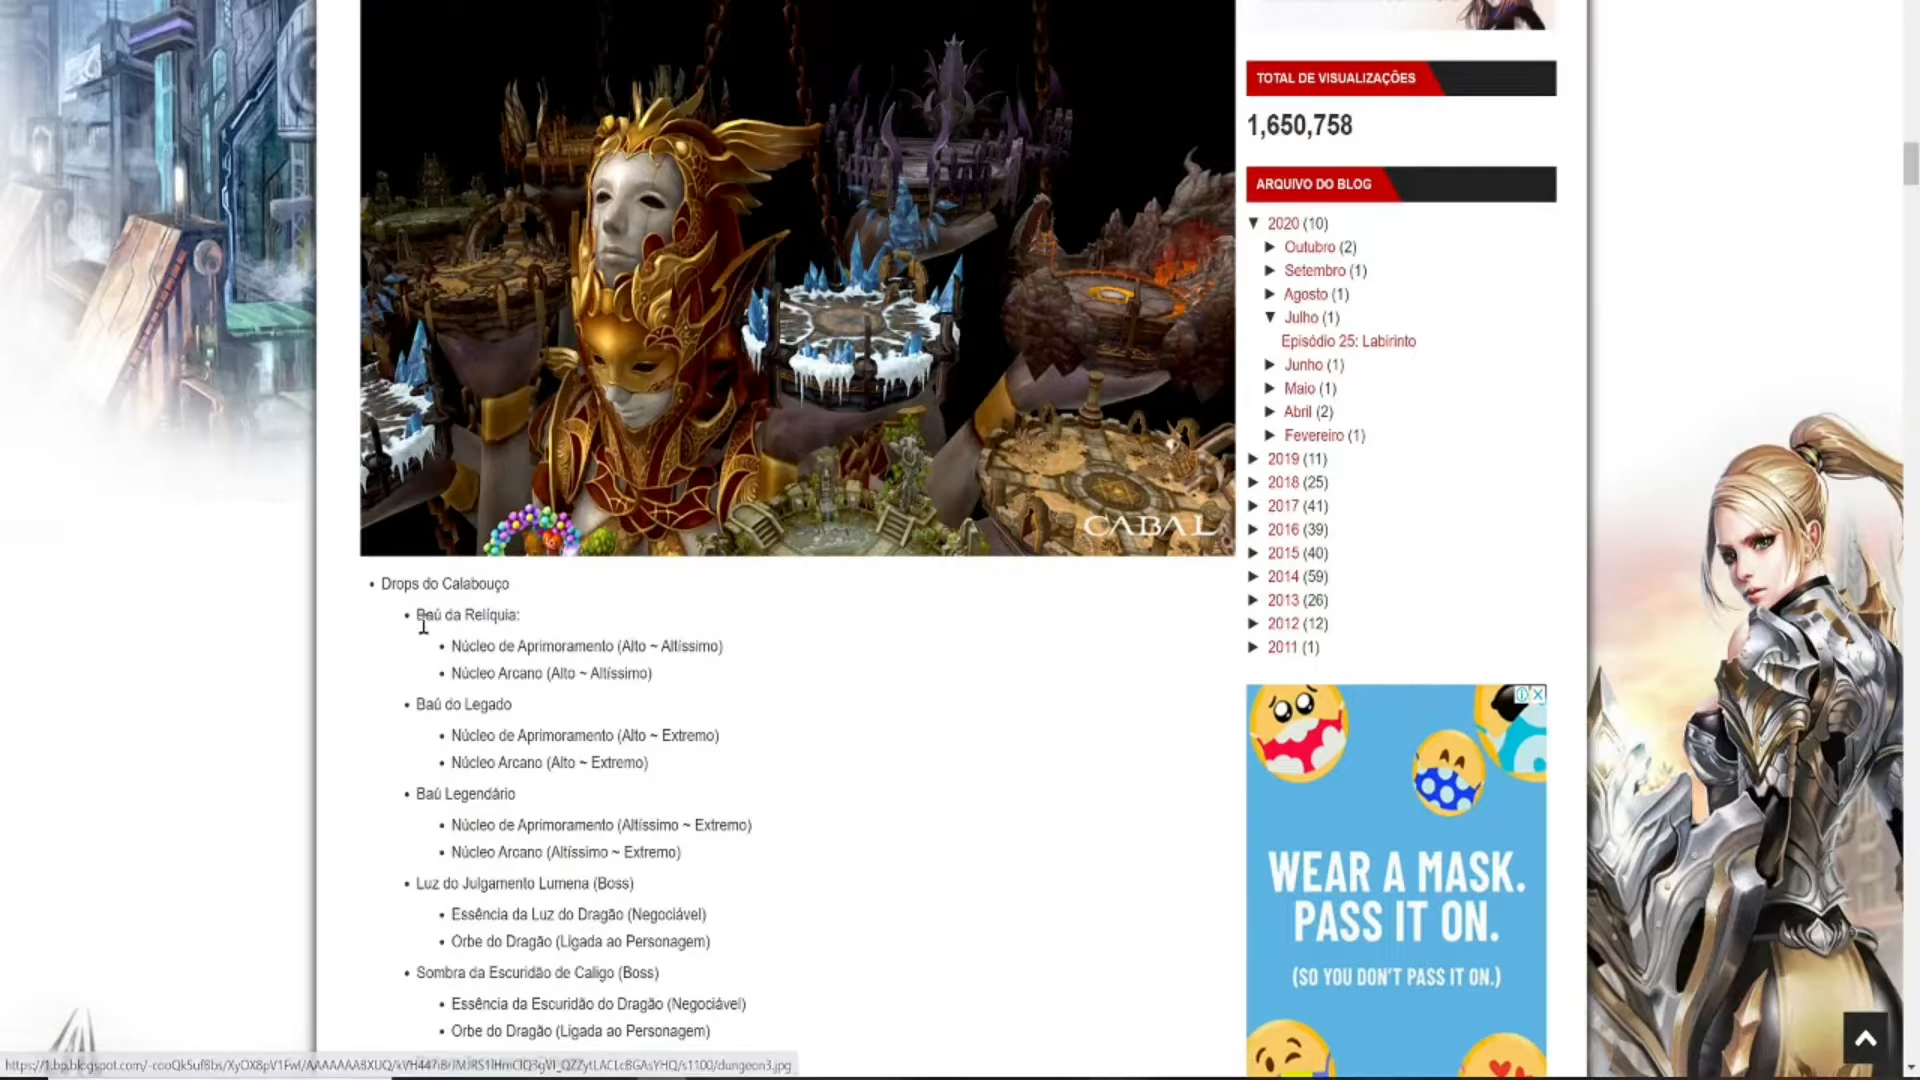 CABAL
Drops do Calabouço
Baú da Relíquia:
Núcleo de Aprimoramento (Alto ~ Altíssimo)
Núcleo Arcano (Alto ~ Altíssimo)
Baú do Legado
Núcleo de Aprimoramento (Alto ~ Extremo)
Núcleo Arcano (Alto ~ Extremo)
Baú Legendário
Núcleo de Aprimoramento (Altíssimo ~ Extremo)
Núcleo Arcano (Altíssimo ~ Extremo)
Luz do Julgamento Lumena (Boss)
Essência da Luz do Dragão (Negociável)
Orbe do Dragão (Ligada ao Personagem)
Sombra da Escuridão de Caligo (Boss)
Essência da Escuridão do Dragão (Negociável)
Orbe do Dragão (Ligada ao Personagem)
TOTAL DE VISUALIZAÇÕES
1,650,758
ARQUIVO DO BLOG
▼ 2020 (10)
► Outubro (2)
► Setembro (1)
► Agosto (1)
▼ Julho (1)
Episódio 25: Labirinto
► Junho (1)
► Maio (1)
► Abril (2)
► Fevereiro (1)
► 2019 (11)
► 2018 (25)
► 2017 (41)
► 2016 (39)
► 2015 (40)
► 2014 (59)
► 2013 (26)
► 2012 (12)
► 2011 (1)
WEAR A MASK.
PASS IT ON.
(SO YOU DON'T PASS IT ON.)